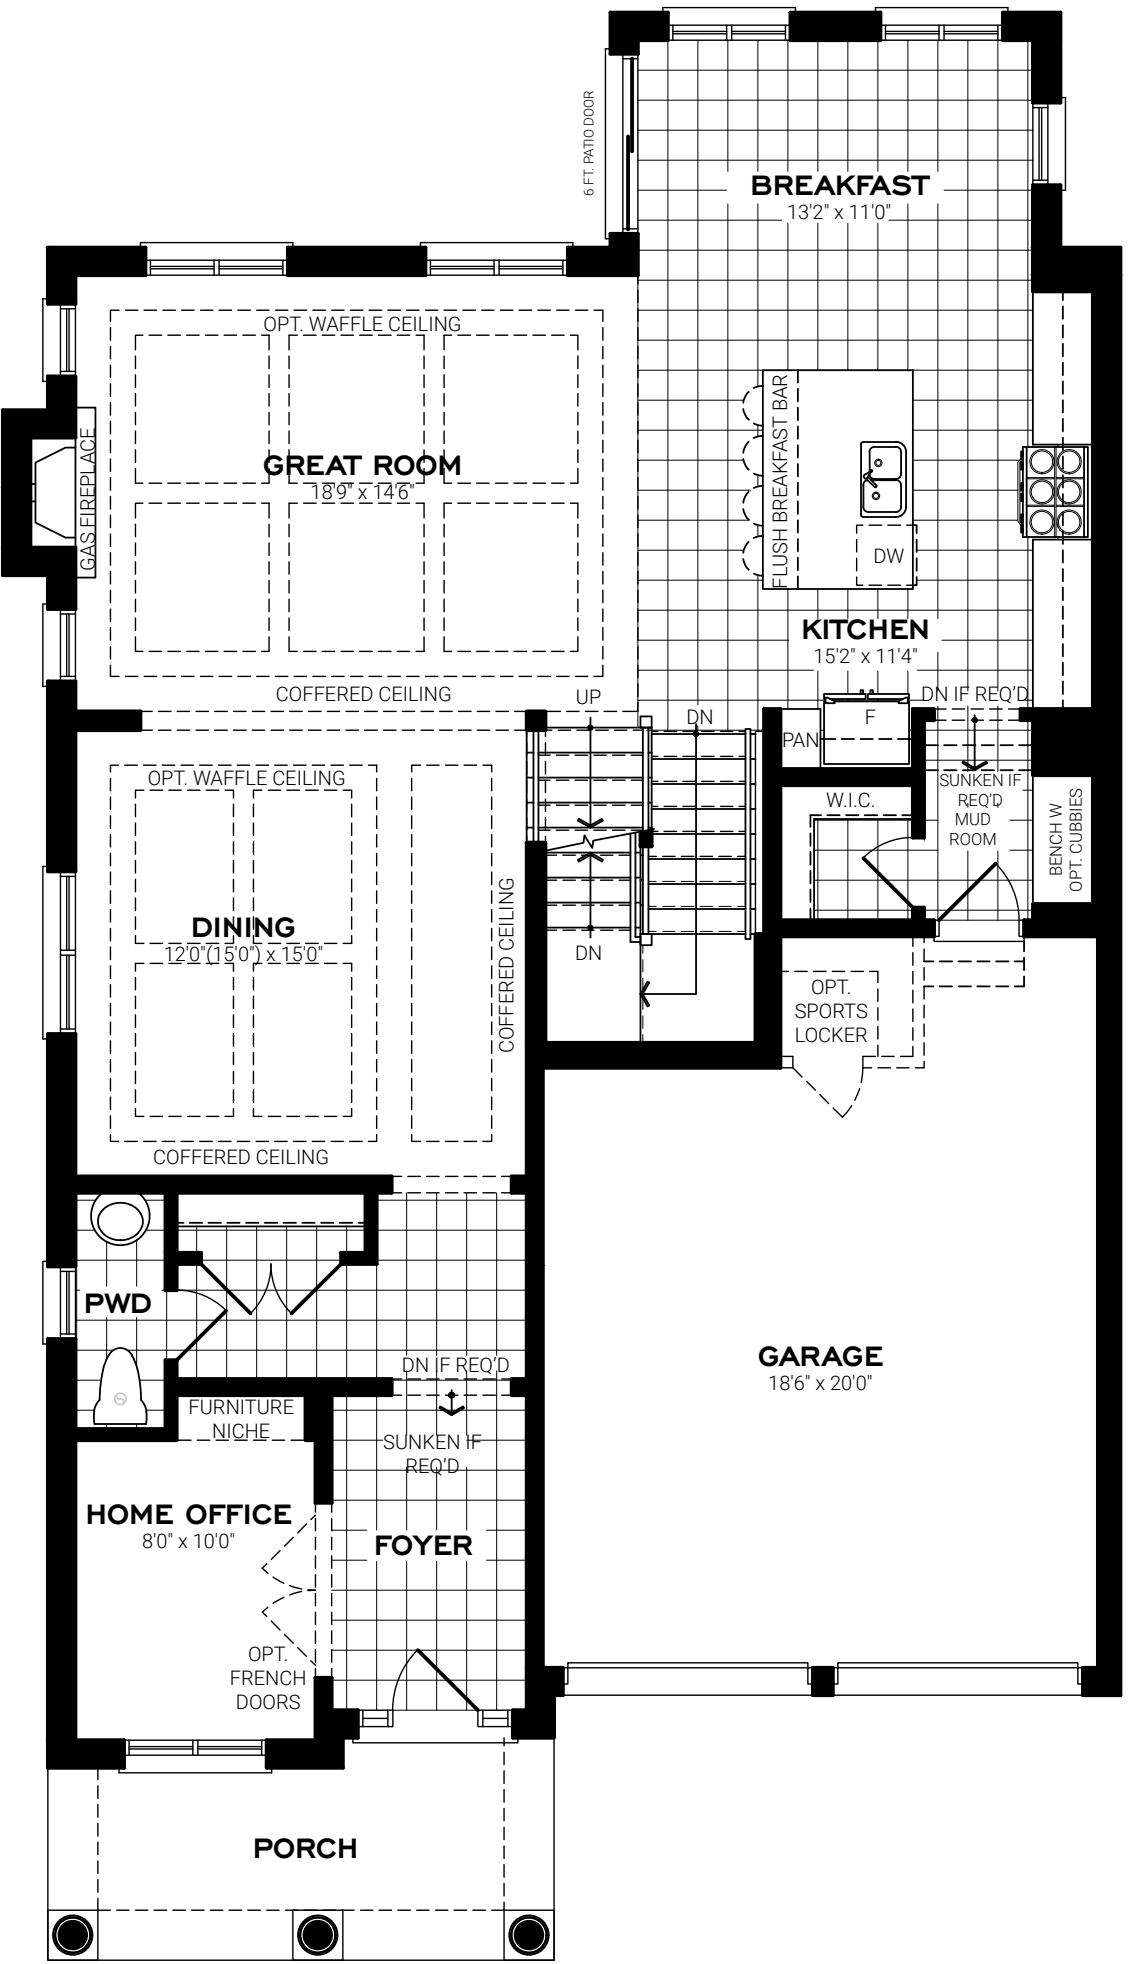 6 FT. PATIO DOOR
BREAKFAST
13'2" x 11'0"
OPT. WAFFLE CEILING
GREAT ROOM
18'9" x 14'6"
GAS FIREPLACE
FLUSH BREAKFAST BAR
DW
KITCHEN
15'2" x 11'4"
COFFERED CEILING
UP
DN
PAN
F
DN IF REQ'D
SUNKEN IF
REQ'D
MUD
ROOM
W.I.C.
BENCH W
OPT. CUBBIES
OPT. WAFFLE CEILING
DINING
12'0"(15'0") x 15'0"
COFFERED CEILING
DN
OPT.
SPORTS
LOCKER
COFFERED CEILING
PWD
DN IF REQ'D
FURNITURE
NICHE
SUNKEN IF
REQ'D
GARAGE
18'6" x 20'0"
HOME OFFICE
8'0" x 10'0"
FOYER
OPT.
FRENCH
DOORS
PORCH